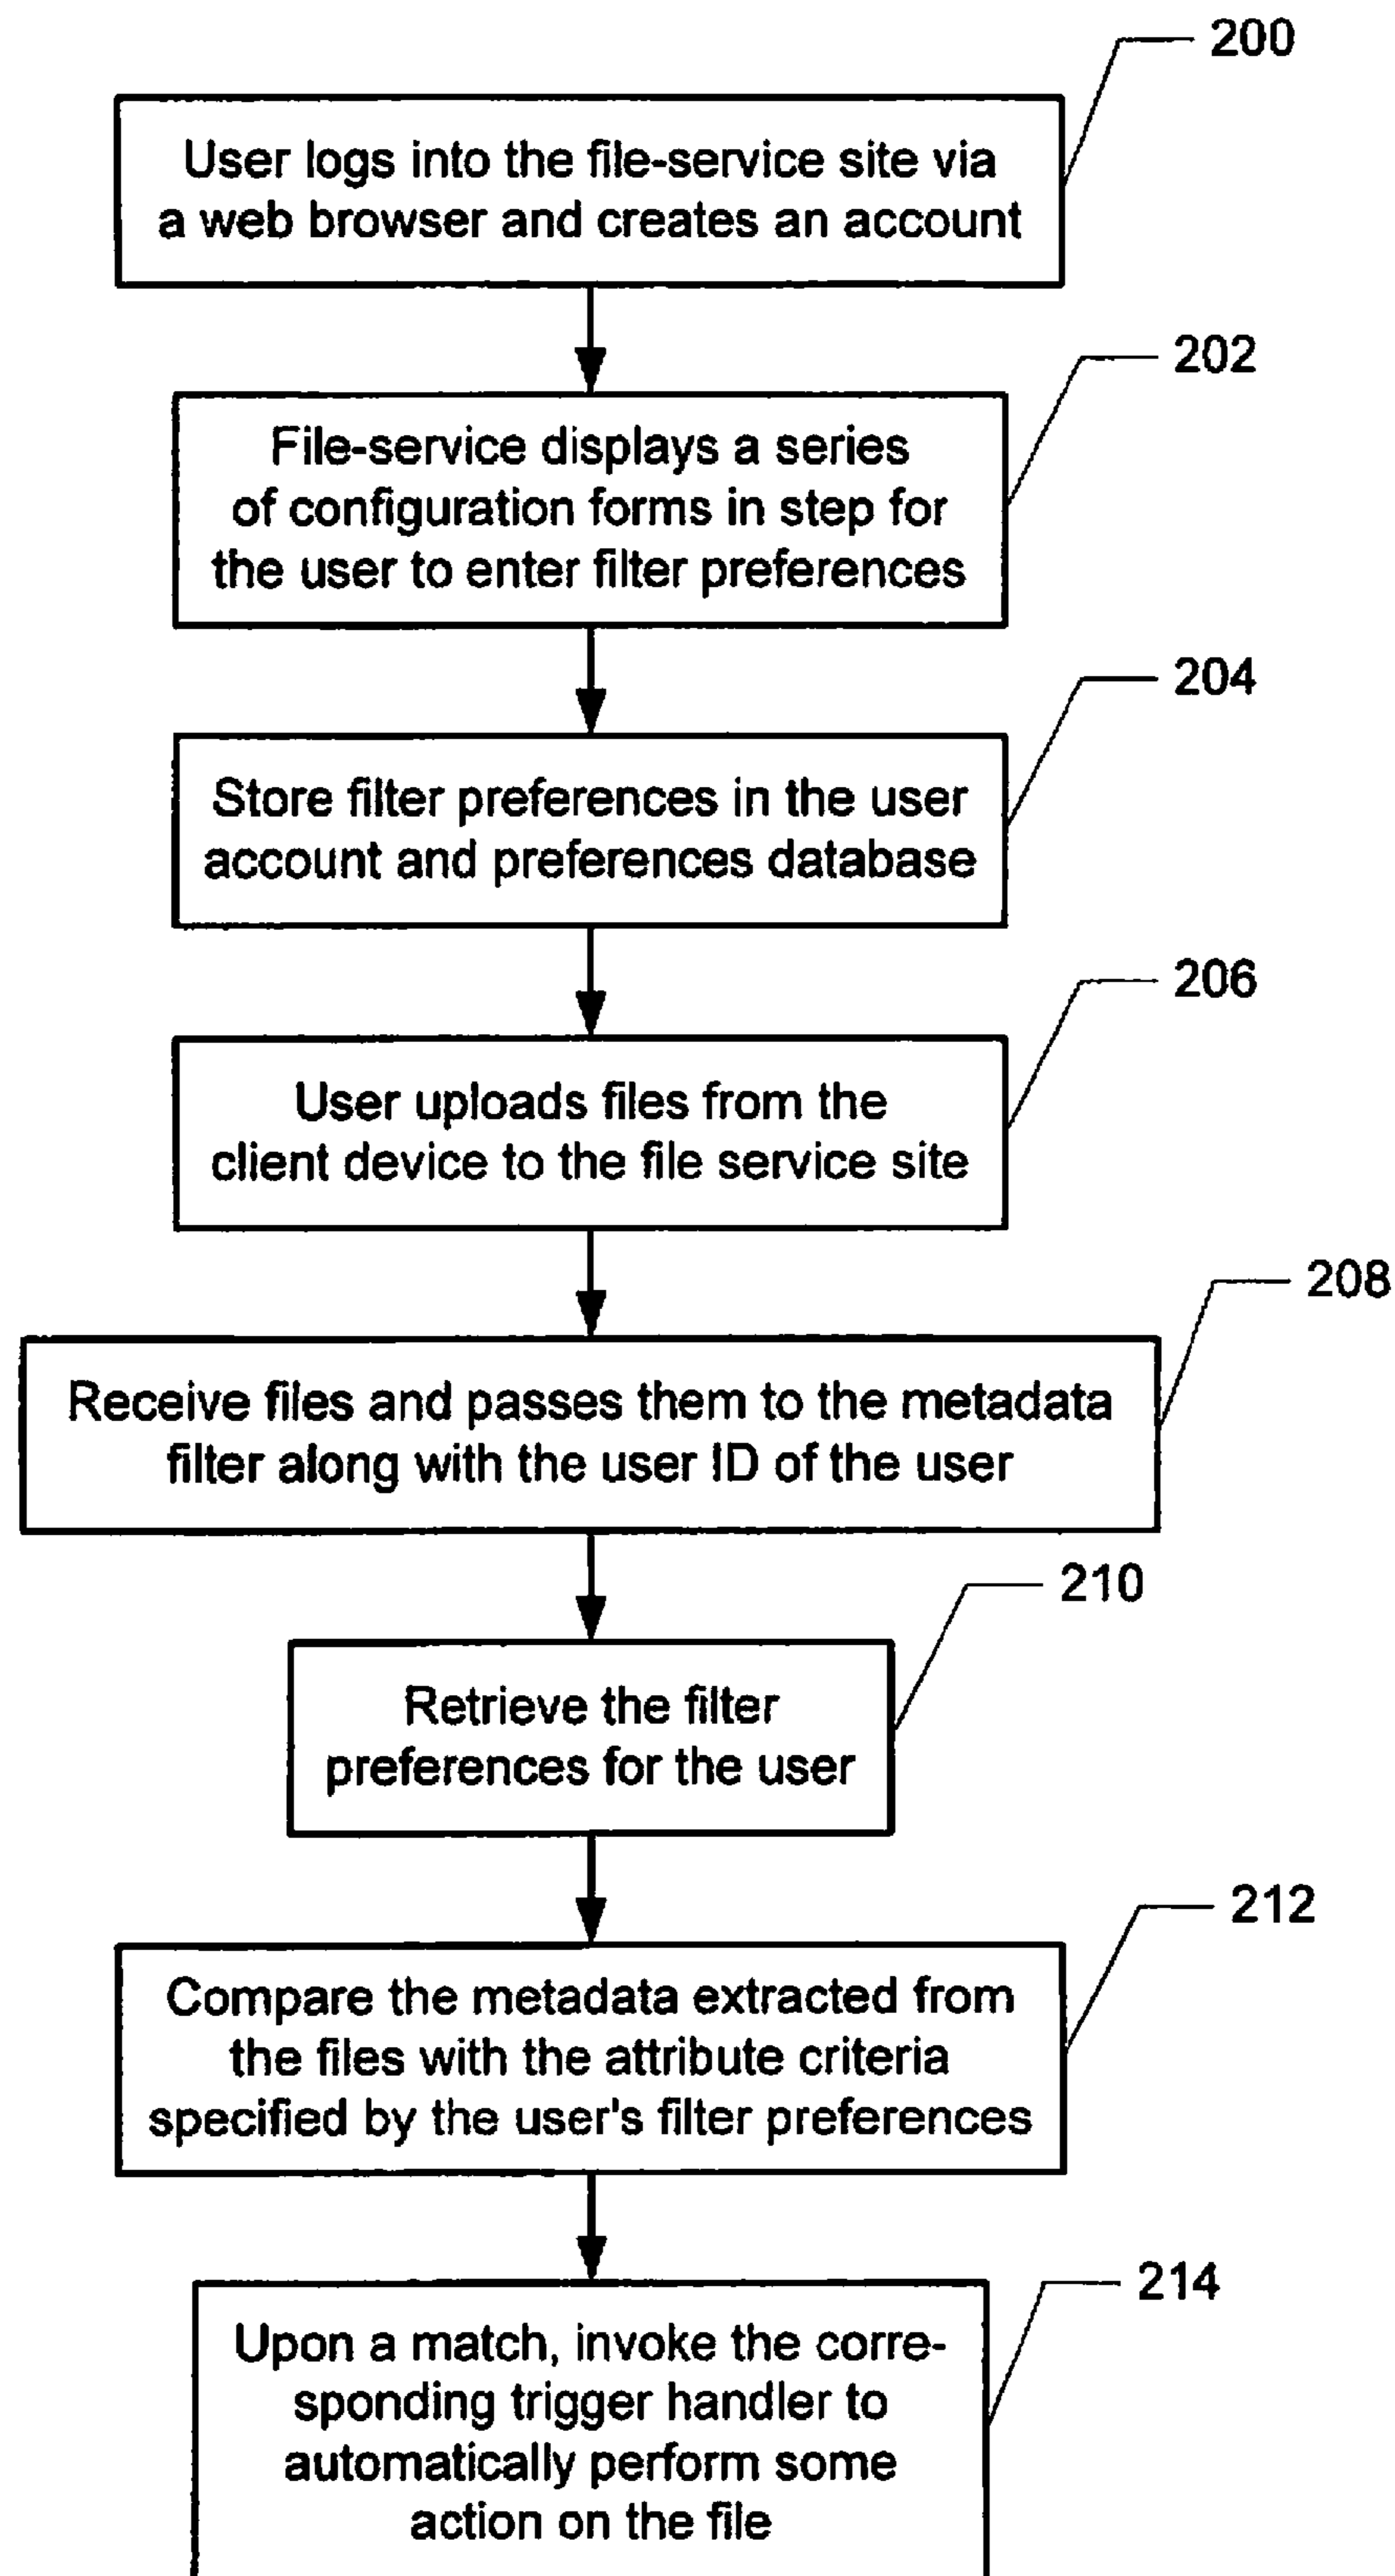 200
User logs into the file-service site via
a web browser and creates an account
202
File-service displays a series
of configuration forms in step for
the user to enter filter preferences
204
Store filter preferences in the user
account and preferences database
206
User uploads files from the
client device to the file service site
208
Receive files and passes them to the metadata
filter along with the user ID of the user
210
Retrieve the filter
preferences for the user
212
Compare the metadata extracted from
the files with the attribute criteria
specified by the user's filter preferences
214
Upon a match, invoke the corre-
sponding trigger handler to
automatically perform some
action on the file